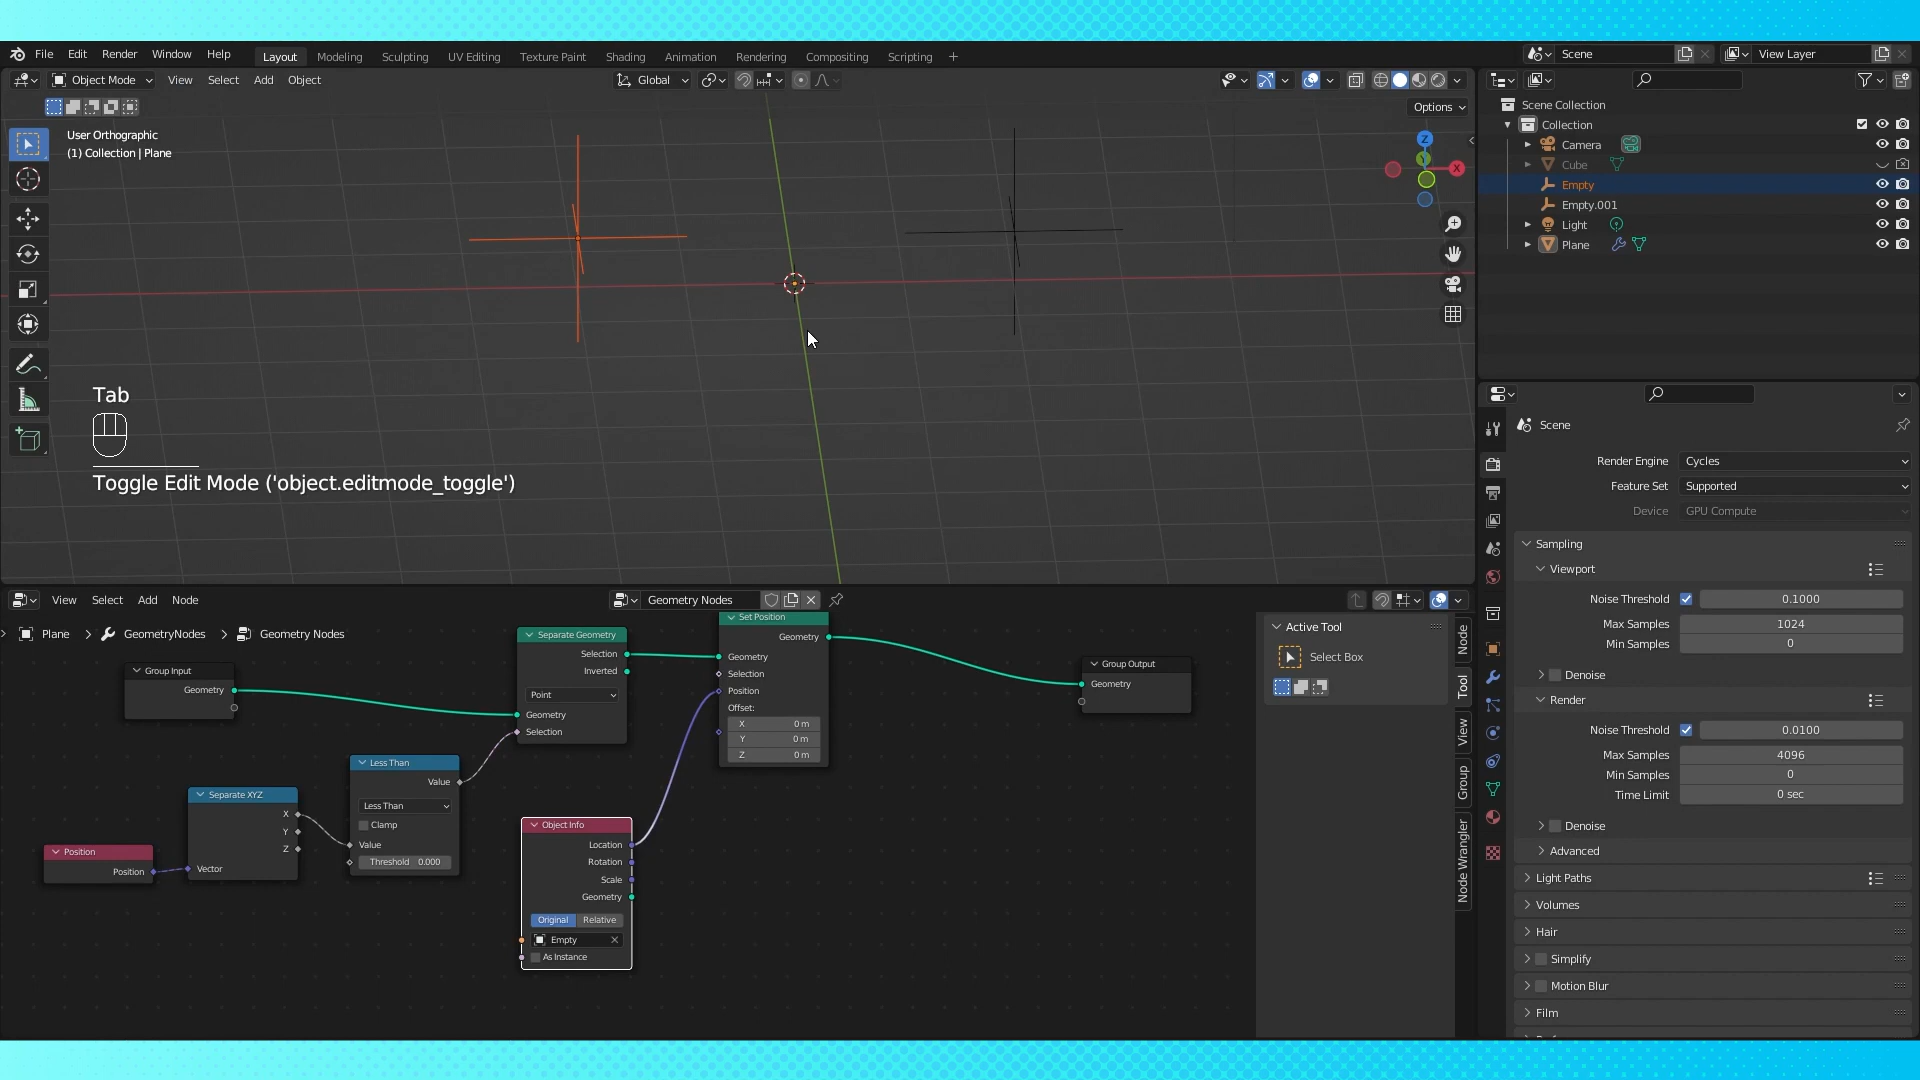 File Edit Render Window Help Layout Modeling Sculpting UV Editing Texture Paint Shading Animation Rendering Compositing Scripting + Scene View Layer
Object Mode View Select Add Object Global
Options
User Orthographic
(1) Collection | Plane
Z
Y
X
Tab
Toggle Edit Mode ('object.editmode_toggle')
Scene Collection
Collection
Camera
Cube
Empty
Empty.001
Light
Plane
View Select Add Node Geometry Nodes
Plane GeometryNodes Geometry Nodes
Group Input
Geometry
Position
Position
Separate XYZ
X
Y
Z
Vector
Less Than
Value
Less Than
Clamp
Value
Threshold 0.000
Separate Geometry
Selection
Inverted
Point
Geometry
Selection
Object Info
Location
Rotation
Scale
Geometry
Original Relative
Empty
As Instance
Set Position
Geometry
Geometry
Selection
Position
Offset:
X 0 m
Y 0 m
Z 0 m
Group Output
Geometry
Active Tool
Select Box
Node
Tool
View
Group
Node Wrangler
Scene
Render Engine Cycles
Feature Set Supported
Device GPU Compute
Sampling
Viewport
Noise Threshold 0.1000
Max Samples 1024
Min Samples 0
Denoise
Render
Noise Threshold 0.0100
Max Samples 4096
Min Samples 0
Time Limit 0 sec
Denoise
Advanced
Light Paths
Volumes
Hair
Simplify
Motion Blur
Film